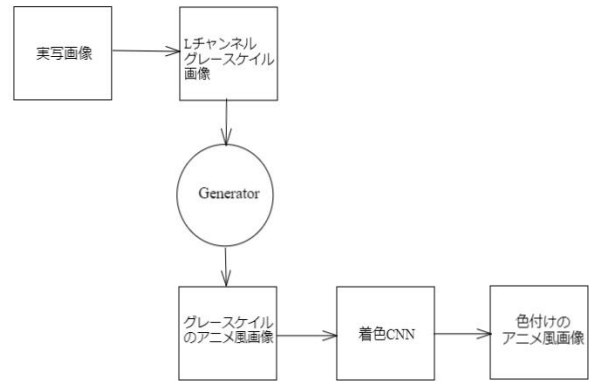 実写画像
Lチャンネル
グレースケイル
画像
Generator
グレースケイル
のアニメ風画像
着色CNN
色付けの
アニメ風画像